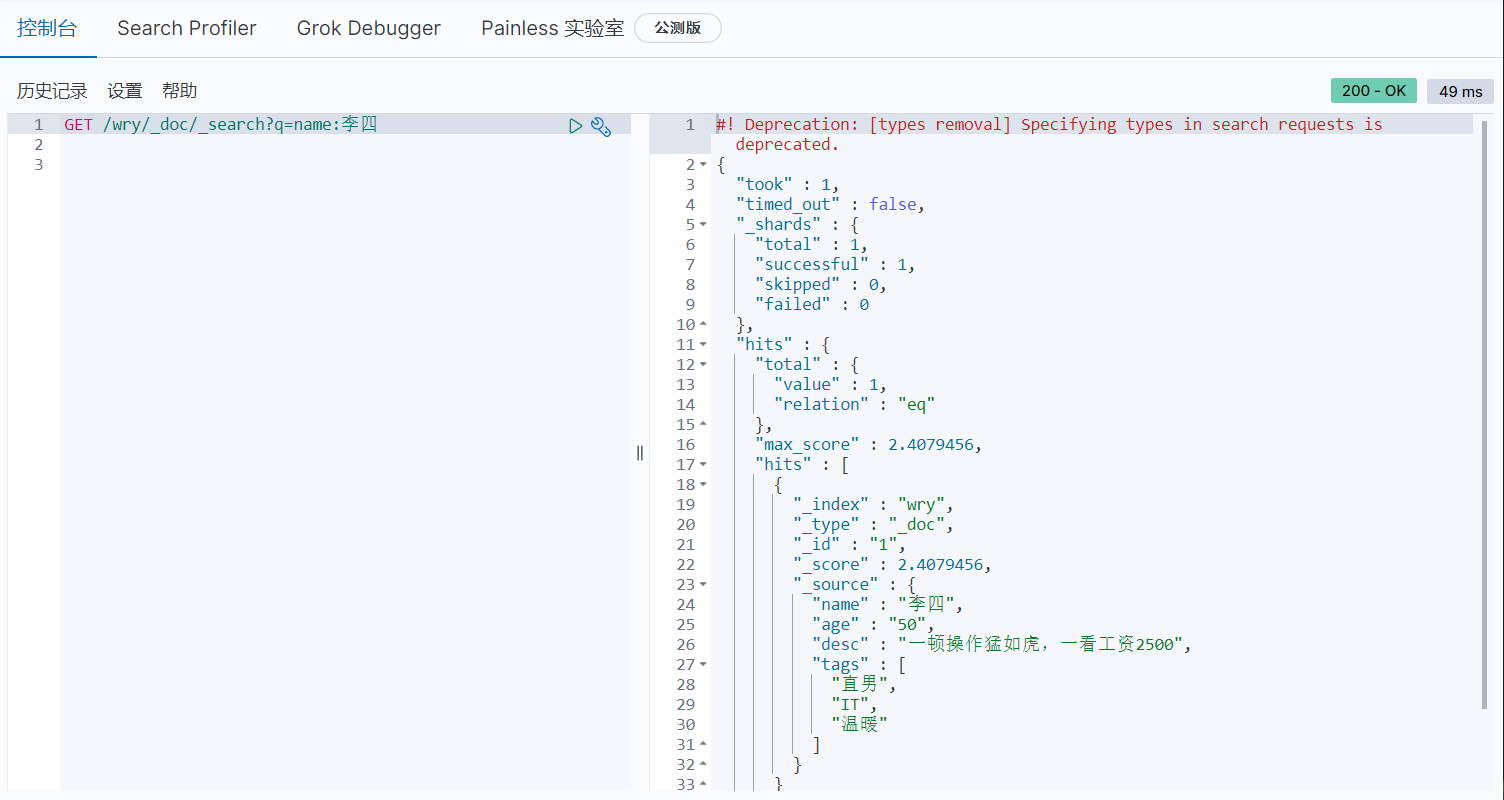 控制台 Search Profiler Grok Debugger Painless 实验室 公测版
历史记录 设置 帮助 200 - OK 49 ms
1 GET /wry/_doc/_search?q=name:李四
2
3
1 #! Deprecation: [types removal] Specifying types in search requests is
deprecated.
2 {
3 "took" : 1,
4 "timed_out" : false,
5 "_shards" : {
6 "total" : 1,
7 "successful" : 1,
8 "skipped" : 0,
9 "failed" : 0
10 },
11 "hits" : {
12 "total" : {
13 "value" : 1,
14 "relation" : "eq"
15 },
16 "max_score" : 2.4079456,
17 "hits" : [
18 {
19 "_index" : "wry",
20 "_type" : "_doc",
21 "_id" : "1",
22 "_score" : 2.4079456,
23 "_source" : {
24 "name" : "李四",
25 "age" : "50",
26 "desc" : "一顿操作猛如虎，一看工资2500",
27 "tags" : [
28 "直男",
29 "IT",
30 "温暖"
31 ]
32 }
33 }